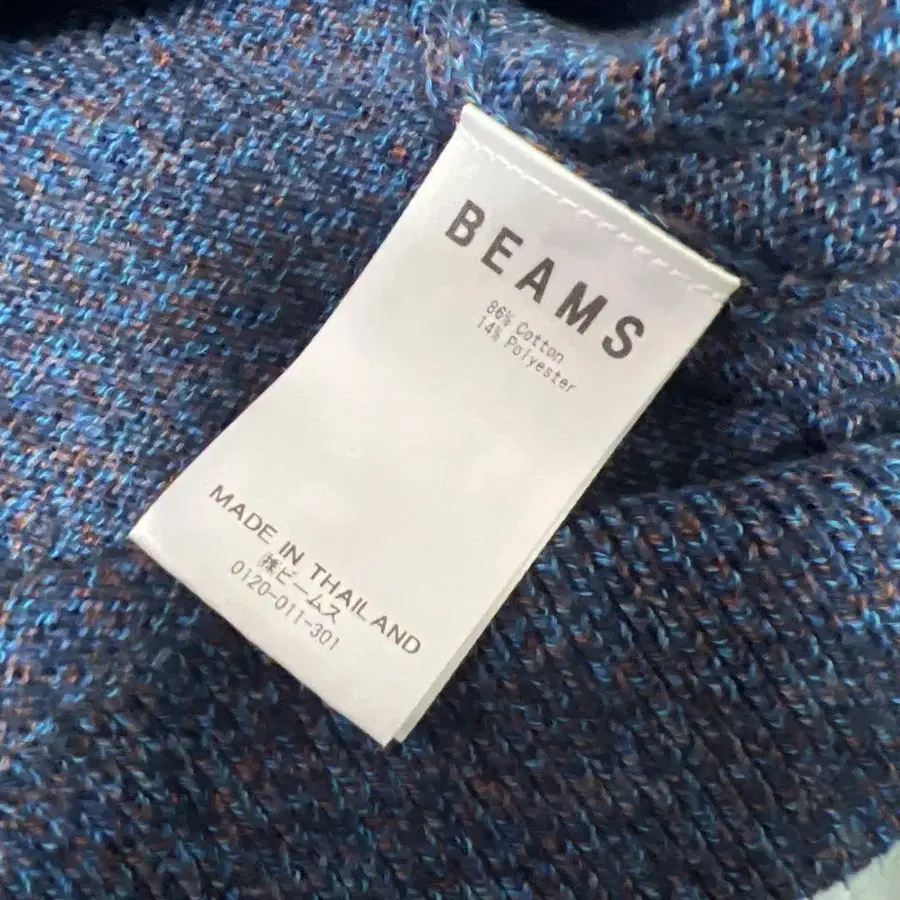 BEAMS
86% Cotton
14% Polyester
MADE IN THAILAND
㈱ビームス
0120-011-301